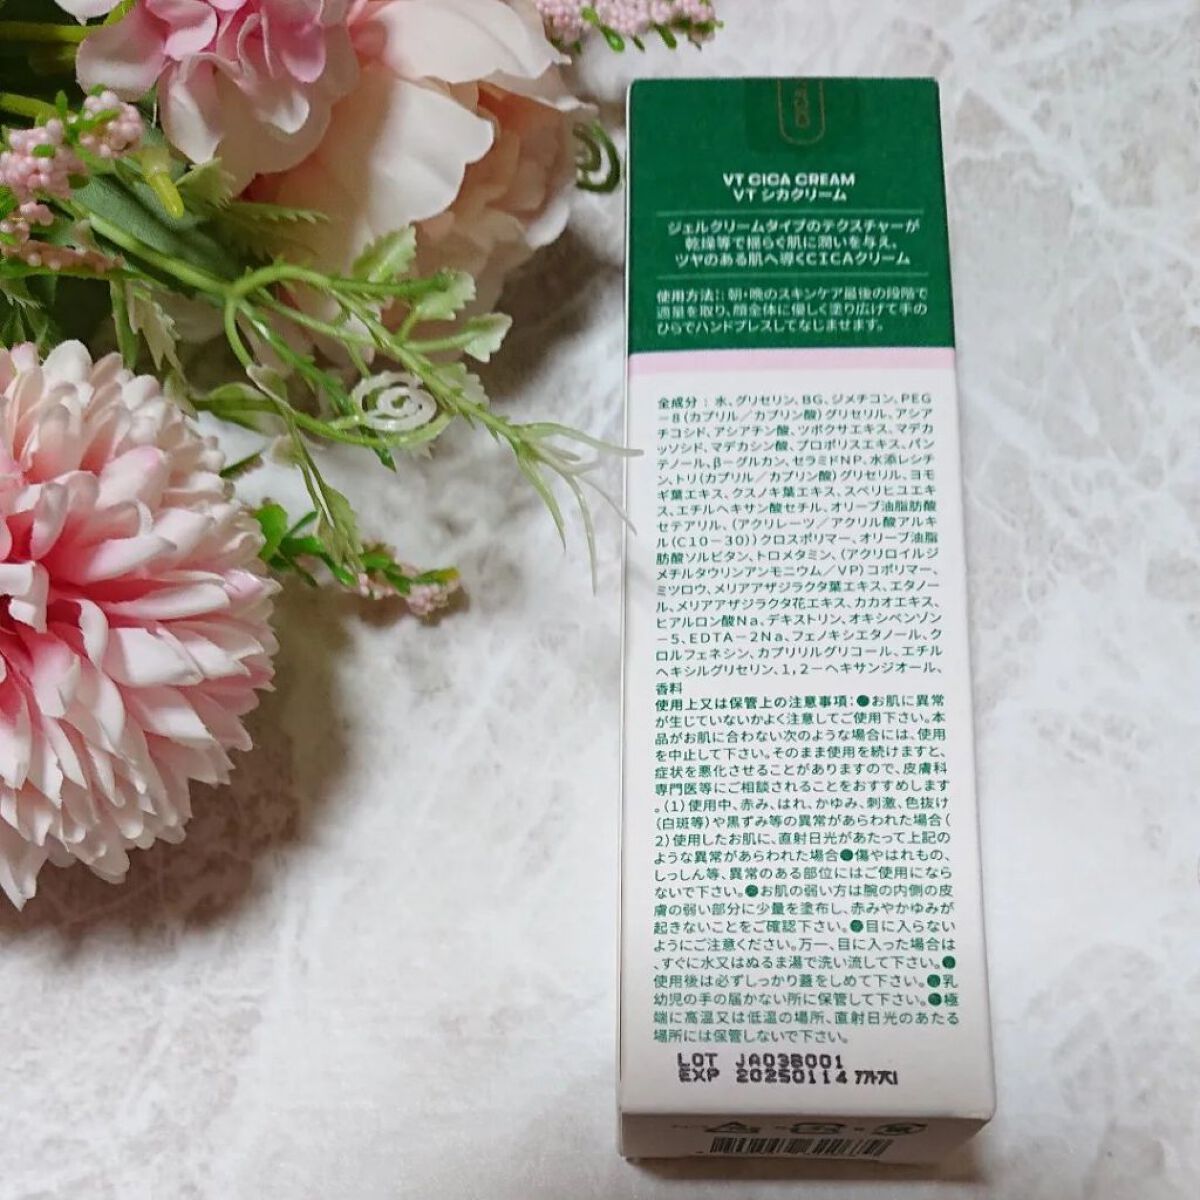 CICA
VT CICA CREAM
VT シカクリーム
ジェルクリームタイプのテクスチャーが
乾燥等で揺らぐ肌に潤いを与え、
ツヤのある肌へ導くCICAクリーム
使用方法:: 朝・晩のスキンケア最後の段階で
適量を取り、顔全体に優しく塗り広げて手の
ひらでハンドプレスしてなじませます。
全成分 : 水、グリセリン、BG、ジメチコン、PEG
－8(カプリル／カプリン酸)グリセリル、アシア
チコシド、アシアチン酸、ツボクサエキス、マデカ
ッソシド、マデカシン酸、プロポリスエキス、パン
テノール、β－グルカン、セラミドNP、水添レシチ
ン、トリ(カプリル／カプリン酸)グリセリル、ヨモ
ギ葉エキス、クスノキ葉エキス、スベリヒユエキ
ス、エチルヘキサン酸セチル、オリーブ油脂肪酸
セテアリル、(アクリレーツ／アクリル酸アルキ
ル(C10－30))クロスポリマー、オリーブ油脂
肪酸ソルビタン、トロメタミン、(アクリロイルジ
メチルタウリンアンモニウム／VP)コポリマー、
ミツロウ、メリアアザジラクタ葉エキス、エタノー
ル、メリアアザジラクタ花エキス、カカオエキス、
ヒアルロン酸Na、デキストリン、オキシベンゾン
－5、EDTA－2Na、フェノキシエタノール、ク
ロルフェネシン、カプリリルグリコール、エチル
ヘキシルグリセリン、1,2－ヘキサンジオール、
香料
使用上又は保管上の注意事項:●お肌に異常
が生じていないかよく注意してご使用下さい。本
品がお肌に合わない次のような場合には、使用
を中止して下さい。そのまま使用を続けますと、
症状を悪化させることがありますので、皮膚科
専門医等にご相談されることをおすすめします
。(1)使用中、赤み、はれ、かゆみ、刺激、色抜け
(白斑等)や黒ずみ等の異常があらわれた場合(
2)使用したお肌に、直射日光があたって上記の
ような異常があらわれた場合●傷やはれもの、
しっしん等、異常のある部位にはご使用になら
ないで下さい。●お肌の弱い方は腕の内側の皮
膚の弱い部分に少量を塗布し、赤みやかゆみが
起きないことをご確認下さい。●目に入らない
ようにご注意ください。万一、目に入った場合は
、すぐに水又はぬるま湯で洗い流して下さい。●
使用後は必ずしっかり蓋をしめて下さい。●乳
幼児の手の届かない所に保管して下さい。●極
端に高温又は低温の場所、直射日光のあたる
場所には保管しないで下さい。
LOT JA03B001
EXP 20250114 까지